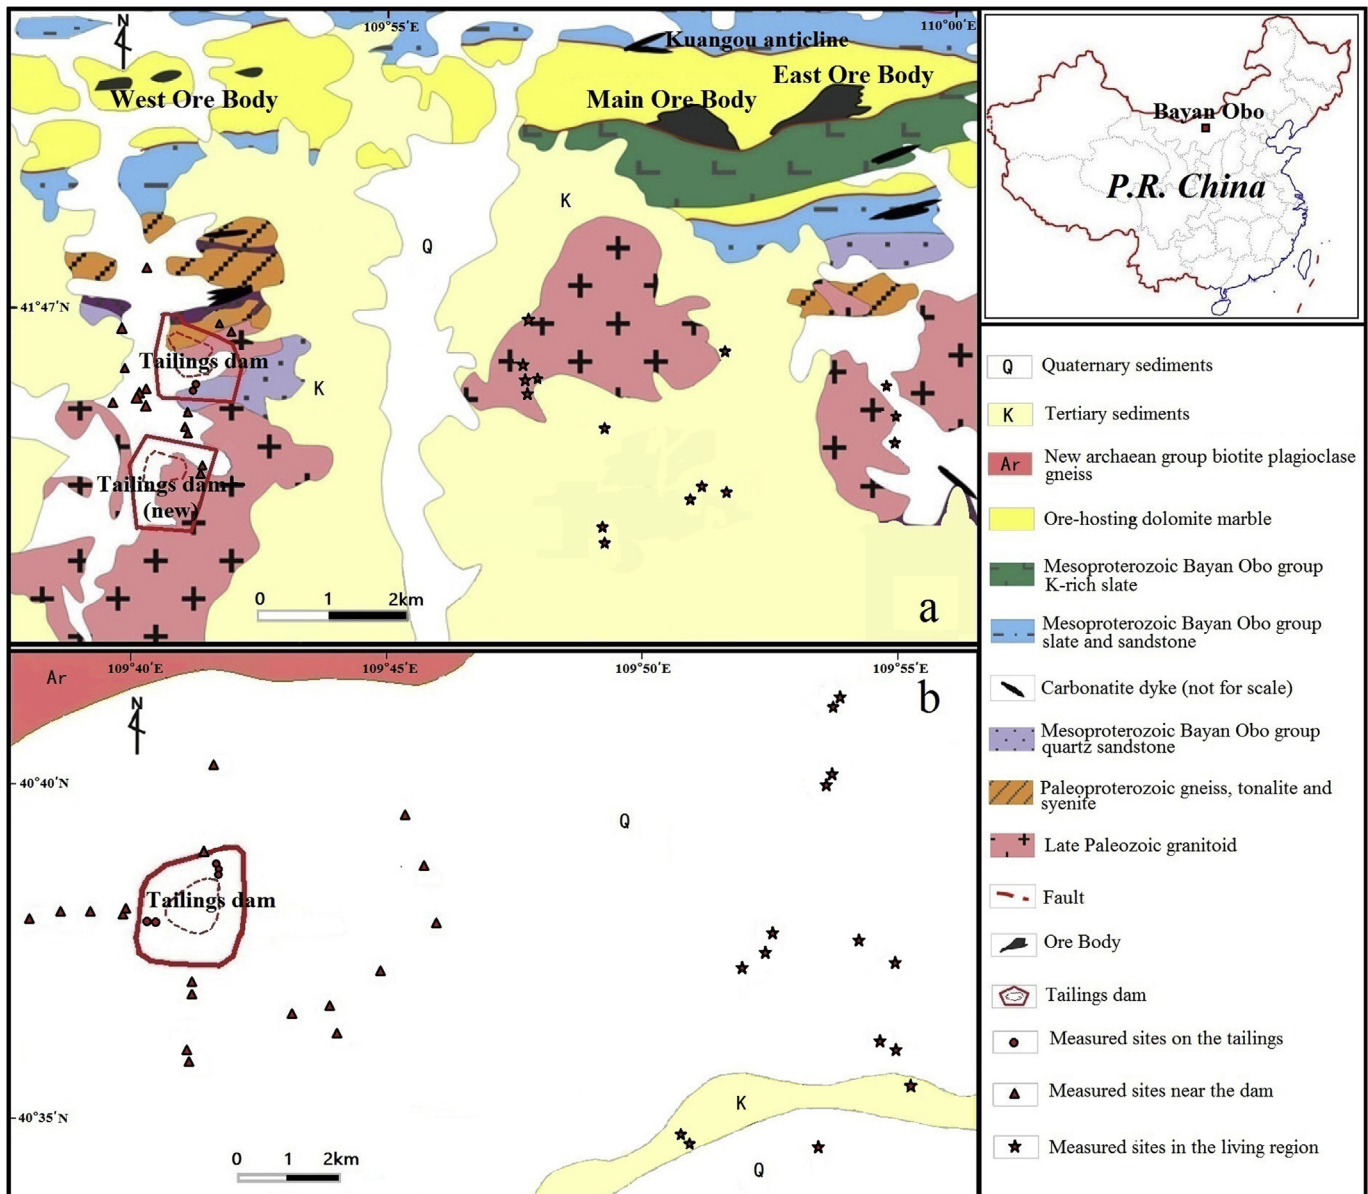 N
109°55′E
110°00′E
Kuangou anticline
East Ore Body
West Ore Body
Main Ore Body
K
Q
41°47′N
Tailings dam
K
Tailings dam
(new)
0 1 2km
a
Bayan Obo
P.R. China
109°40′E
109°45′E
109°50′E
109°55′E
Ar
N
b
40°40′N
Q
Tailings dam
40°35′N
K
0 1 2km
Q
Q Quaternary sediments
K Tertiary sediments
Ar New archaean group biotite plagioclase
gneiss
Ore-hosting dolomite marble
Mesoproterozoic Bayan Obo group
K-rich slate
Mesoproterozoic Bayan Obo group
slate and sandstone
Carbonatite dyke (not for scale)
Mesoproterozoic Bayan Obo group
quartz sandstone
Paleoproterozoic gneiss, tonalite and
syenite
Late Paleozoic granitoid
Fault
Ore Body
Tailings dam
Measured sites on the tailings
Measured sites near the dam
Measured sites in the living region